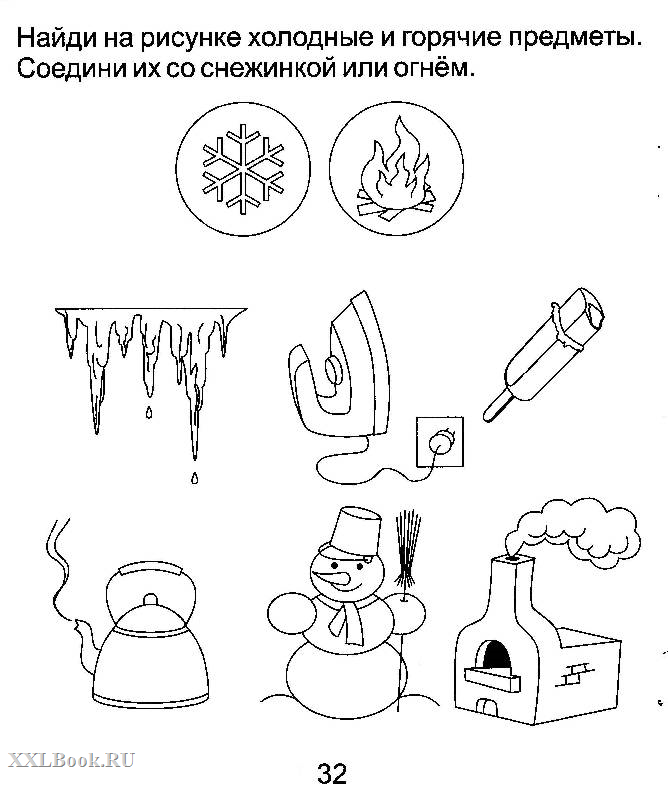 Найди на рисунке холодные и горячие предметы.
Соедини их со снежинкой или огнём.
XXLBook.RU
32